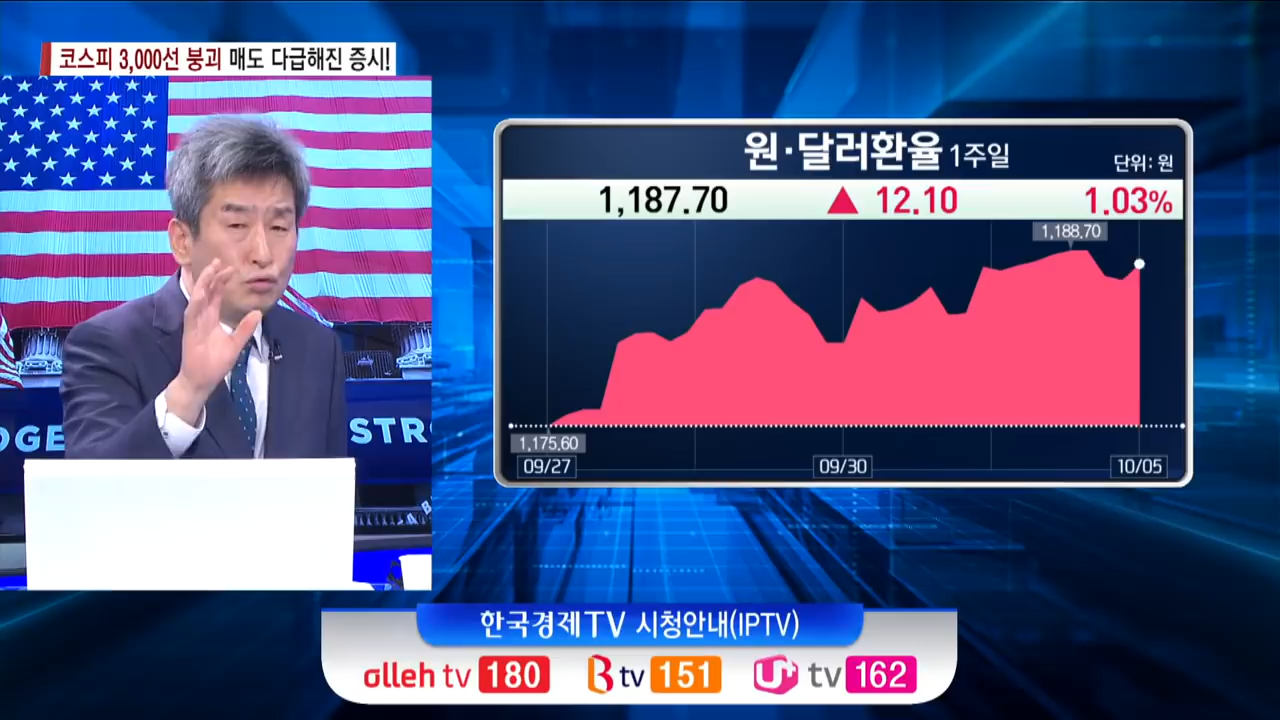 코스피 3,000선 붕괴 매도 다급해진 증시!
원·달러환율 1주일
단위: 원
1,187.70 ▲ 12.10 1.03%
1,188.70
1,175.60
09/27 09/30 10/05
DGE STR
한국경제TV 시청안내(IPTV)
olleh tv 180 B tv 151 U+ tv 162